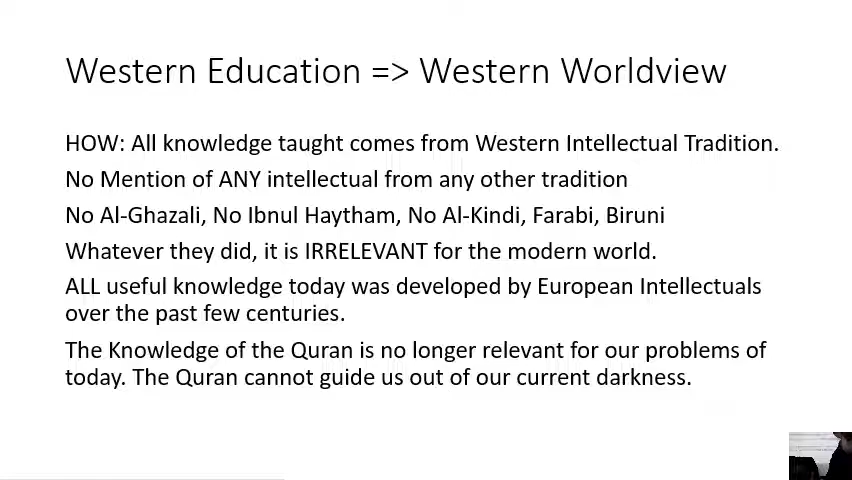 Western Education => Western Worldview
HOW: All knowledge taught comes from Western Intellectual Tradition.
No Mention of ANY intellectual from any other tradition
No Al-Ghazali, No Ibnul Haytham, No Al-Kindi, Farabi, Biruni
Whatever they did, it is IRRELEVANT for the modern world.
ALL useful knowledge today was developed by European Intellectuals
over the past few centuries.
The Knowledge of the Quran is no longer relevant for our problems of
today. The Quran cannot guide us out of our current darkness.